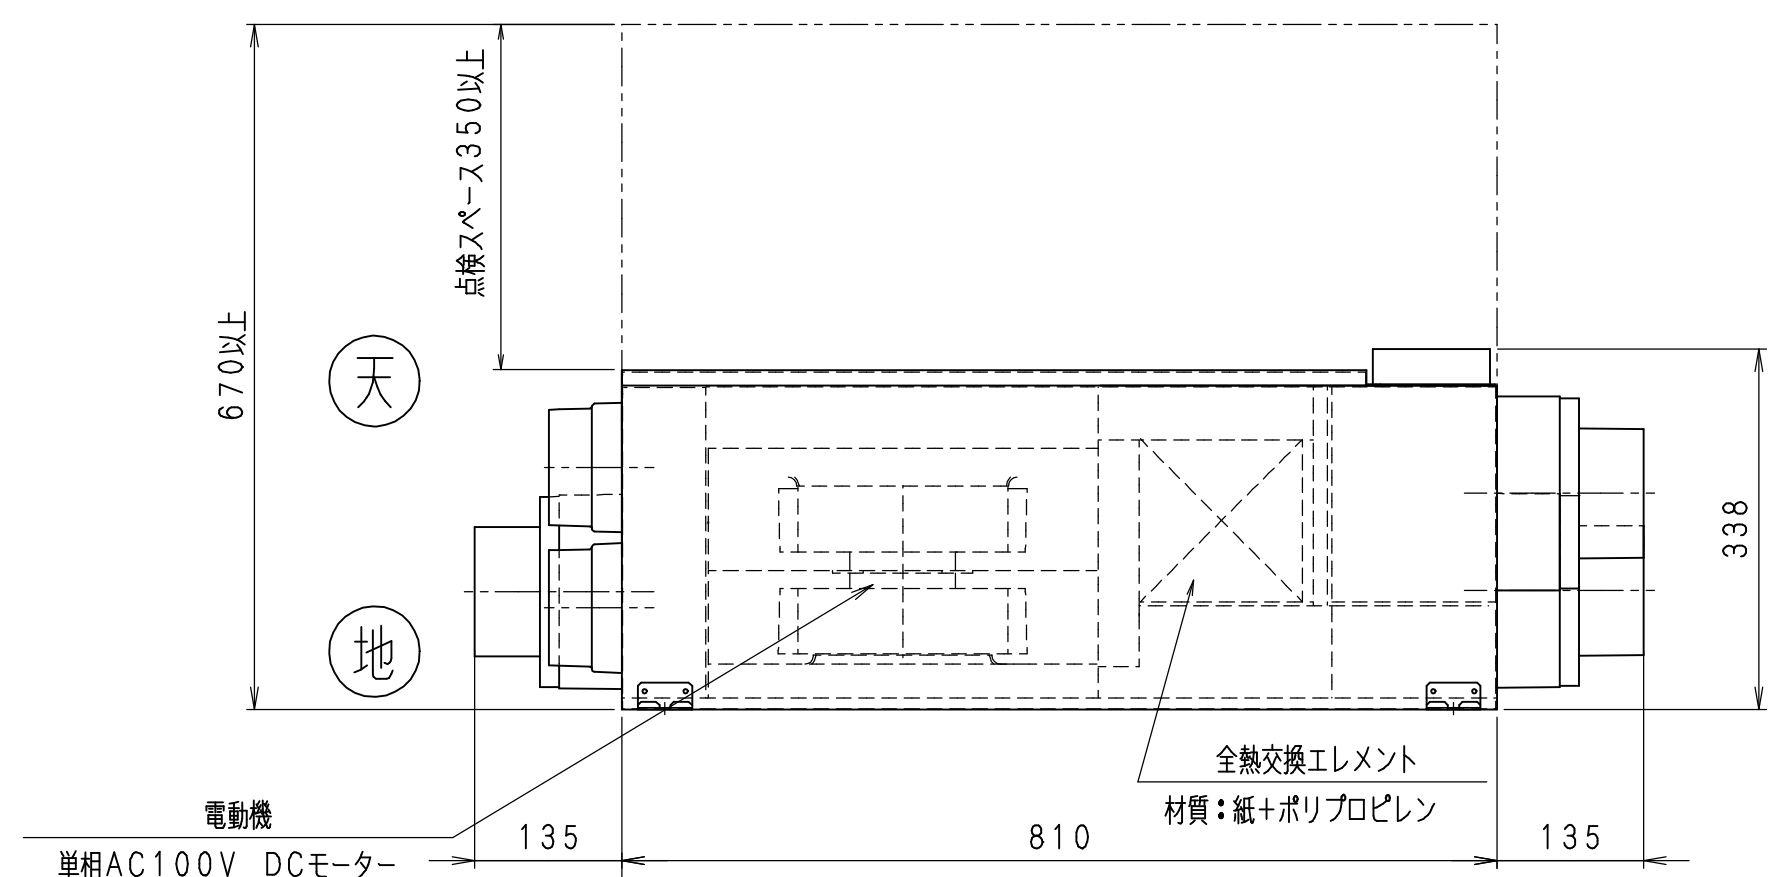 点検スペース350以上
670以上
天
地
338
全熱交換エレメント
材質：紙＋ポリプロピレン
電動機
単相AC100V　DCモーター
135
810
135